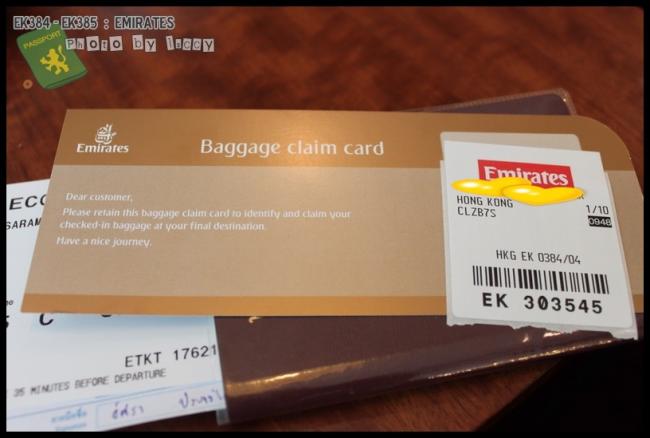 EK384 - EK385 : EMIRATES
Photo by Iaccy
PASSPORT
Emirates
Baggage claim card
Dear customer,
Please retain this baggage claim card to identify and claim your
checked-in baggage at your final destination.
Have a nice journey.
Emirates
HONG KONG
CLZB7S
1/10
0948
HKG EK 0384/04
EK 303545
ECO
SARAM
C
ETKT 17621
35 MINUTES BEFORE DEPARTURE